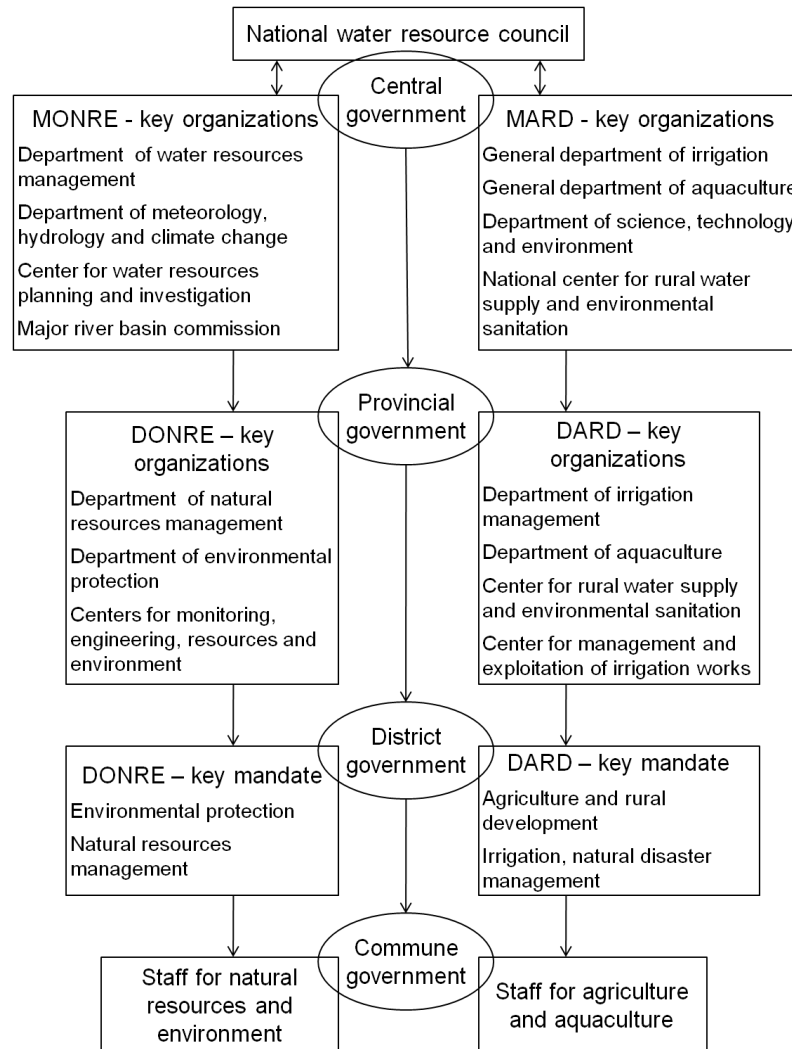 National water resource council
Central
government
MONRE - key organizations
Department of water resources
management
Department of meteorology,
hydrology and climate change
Center for water resources
planning and investigation
Major river basin commission
MARD - key organizations
General department of irrigation
General department of aquaculture
Department of science, technology
and environment
National center for rural water
supply and environmental
sanitation
Provincial
government
DONRE – key
organizations
Department of natural
resources management
Department of environmental
protection
Centers for monitoring,
engineering, resources and
environment
DARD – key
organizations
Department of irrigation
management
Department of aquaculture
Center for rural water supply
and environmental sanitation
Center for management and
exploitation of irrigation works
District
government
DONRE – key mandate
Environmental protection
Natural resources
management
DARD – key mandate
Agriculture and rural
development
Irrigation, natural disaster
management
Commune
government
Staff for natural
resources and
environment
Staff for agriculture
and aquaculture